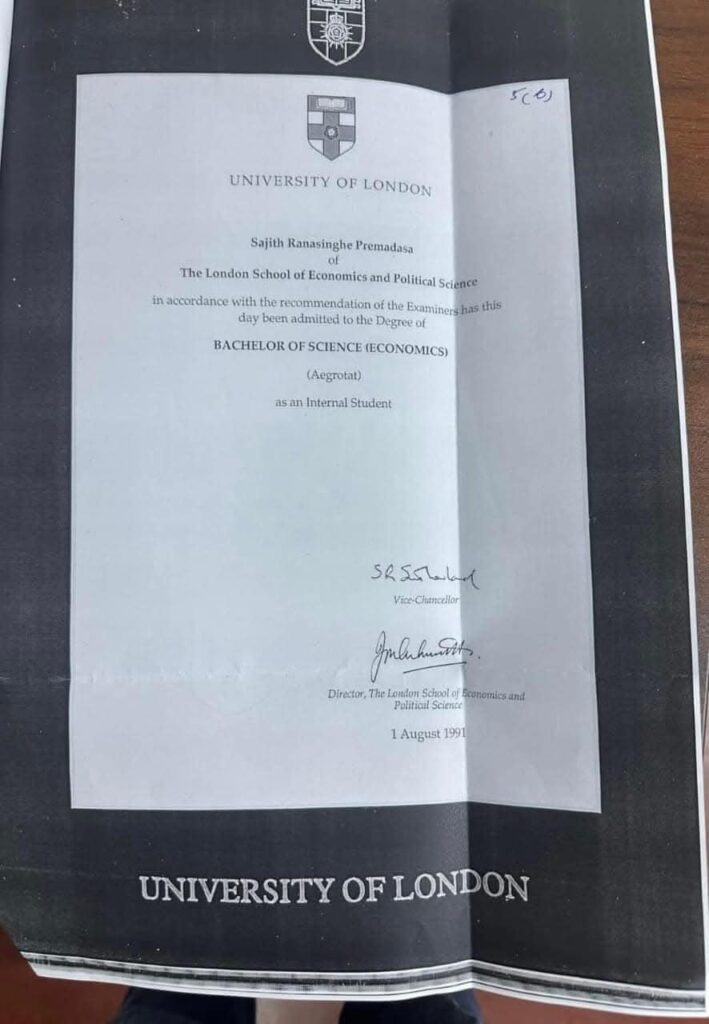 5(b)
UNIVERSITY OF LONDON
Sajith Ranasinghe Premadasa
of
The London School of Economics and Political Science
in accordance with the recommendation of the Examiners has this
day been admitted to the Degree of
BACHELOR OF SCIENCE (ECONOMICS)
(Aegrotat)
as an Internal Student
Vice-Chancellor
Director, The London School of Economics and
Political Science
1 August 1991
UNIVERSITY OF LONDON